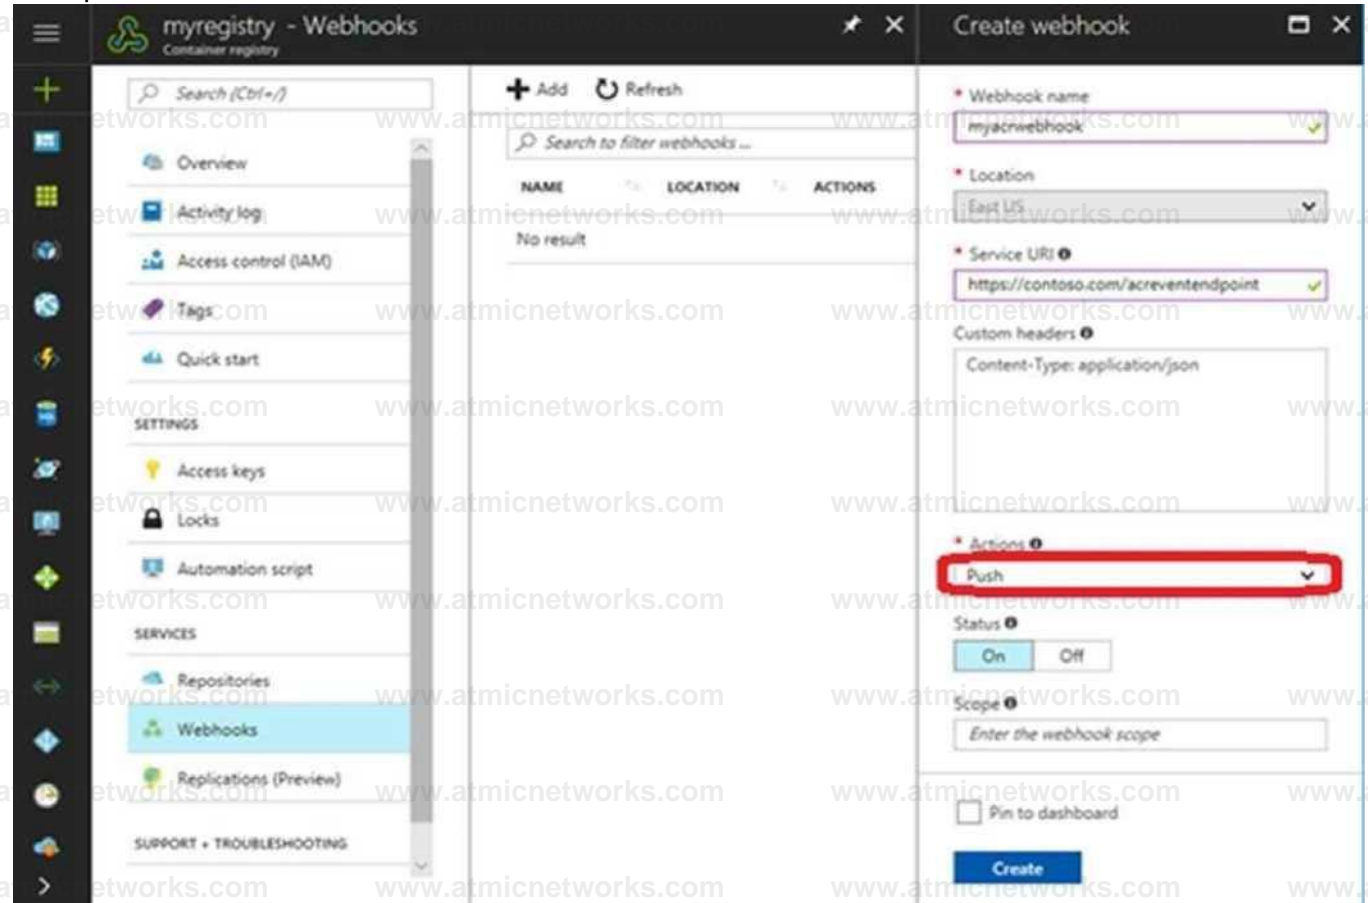 myregistry - Webhooks
Container registry
Search (Ctrl+/)
Overview
Activity log
Access control (IAM)
Tags
Quick start
SETTINGS
Access keys
Locks
Automation script
SERVICES
Repositories
Webhooks
Replications (Preview)
SUPPORT + TROUBLESHOOTING
Add
Refresh
Search to filter webhooks ...
NAME LOCATION ACTIONS
No result
Create webhook
* Webhook name
myacrwebhook
* Location
East US
* Service URI
https://contoso.com/acreventendpoint
Custom headers
Content-Type: application/json
* Actions
Push
Status
On Off
Scope
Enter the webhook scope
Pin to dashboard
Create
www.atmicnetworks.com